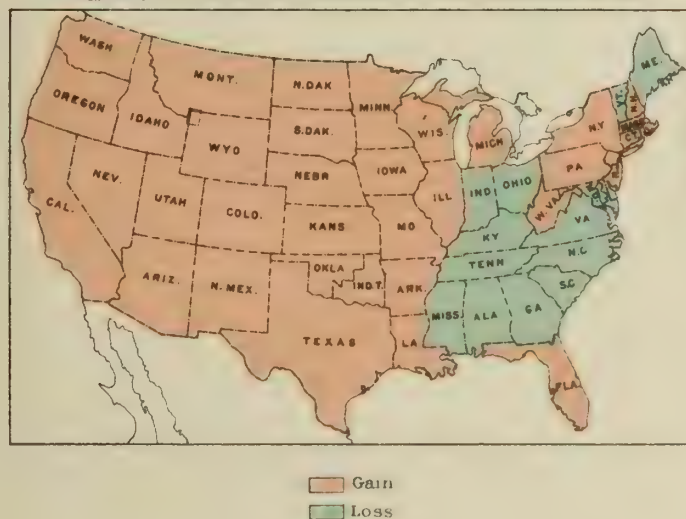 WASH
MONT.
N.DAK
MINN.
ME.
VT.
N.H.
OREGON
IDAHO
S.DAK.
WIS.
MICH
N.Y
MASS
CT.
WYO
NEBR
IOWA
PA
NEV.
UTAH
COLO.
ILL
IND
OHIO
W.VA
VA
CAL.
KANS
MO
KY
N.C
TENN
ARIZ.
N.MEX.
OKLA
IND.T.
ARK.
S.C
MISS.
ALA
GA
TEXAS
LA
FLA.
Gain
Loss